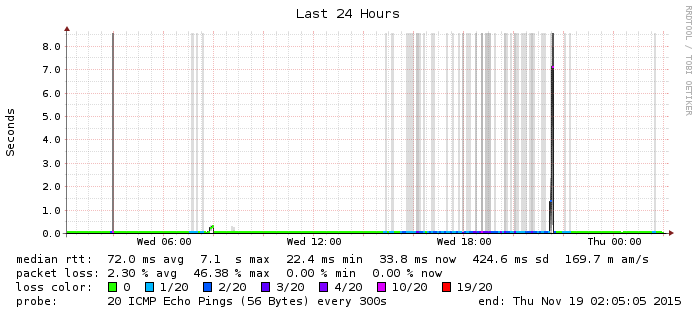 Last 24 Hours
RRDTOOL / TOBI OETIKER
Seconds
8.0
7.0
6.0
5.0
4.0
3.0
2.0
1.0
0.0
Wed 06:00 Wed 12:00 Wed 18:00 Thu 00:00
median rtt: 72.0 ms avg 7.1 s max 22.4 ms min 33.8 ms now 424.6 ms sd 169.7 m am/s
packet loss: 2.30 % avg 46.38 % max 0.00 % min 0.00 % now
loss color: 0 1/20 2/20 3/20 4/20 10/20 19/20
probe: 20 ICMP Echo Pings (56 Bytes) every 300s end: Thu Nov 19 02:05:05 2015